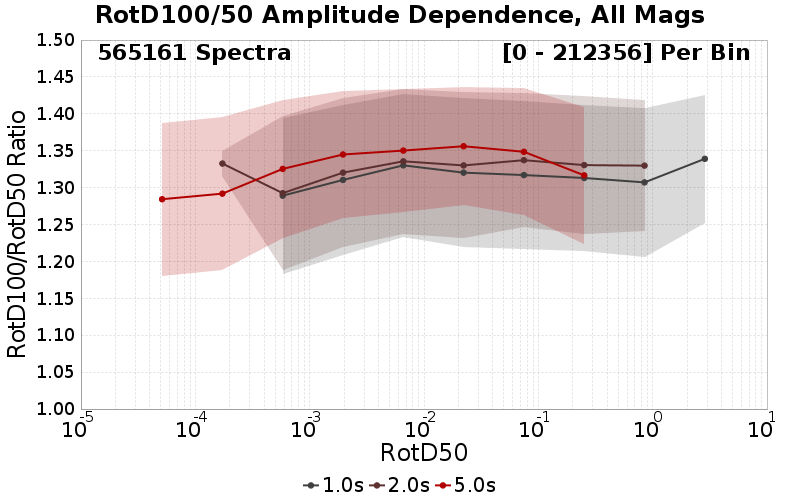 RotD100/50 Amplitude Dependence, All Mags
565161 Spectra
[0 - 212356] Per Bin
RotD100/RotD50 Ratio
1.50
1.45
1.40
1.35
1.30
1.25
1.20
1.15
1.10
1.05
1.00
10^-5 10^-4 10^-3 10^-2 10^-1 10^0 10^1
RotD50
1.0s 2.0s 5.0s